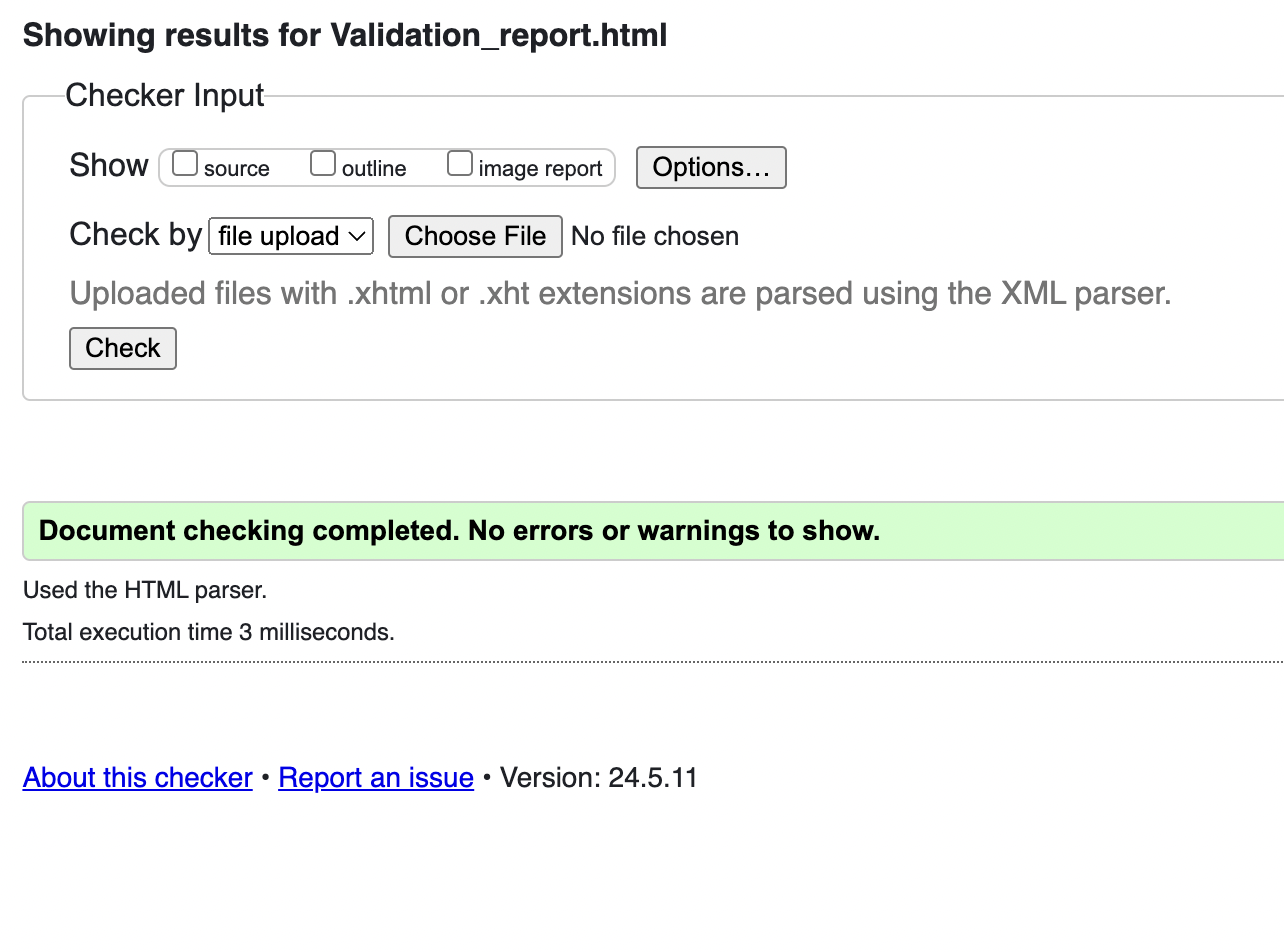 Showing results for Validation_report.html
Checker Input
Show source outline image report Options…
Check by file upload Choose File No file chosen
Uploaded files with .xhtml or .xht extensions are parsed using the XML parser.
Check
Document checking completed. No errors or warnings to show.
Used the HTML parser.
Total execution time 3 milliseconds.
About this checker • Report an issue • Version: 24.5.11